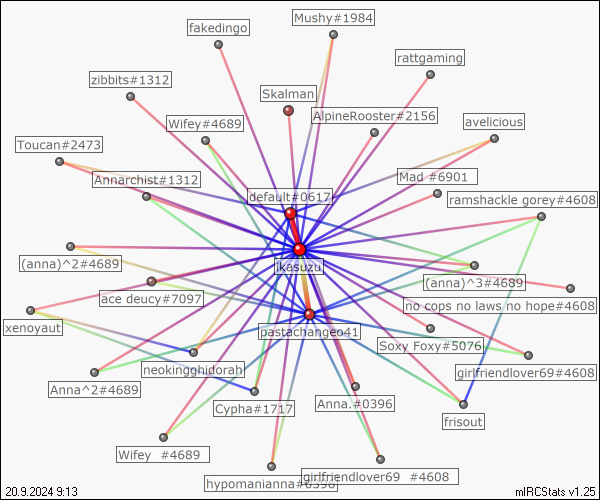 Mushy#1984
fakedingo
rattgaming
zibbits#1312
Skalman
AlpineRooster#2156
Wifey#4689
avelicious
Toucan#2473
Annarchist#1312
Mad #6901
default#0617
ramshackle gorey#4608
(anna)^2#4689
jkasuzu
(anna)^3#4689
ace deucy#7097
no cops no laws no hope#4608
xenoyaut
pastachangeo41
Soxy Foxy#5076
neokingghidorah
girlfriendlover69#4608
Anna^2#4689
Cypha#1717
Anna.#0396
frisout
Wifey #4689
hypomanianna#0396
girlfriendlover69 #4608
20.9.2024 9:13
mIRCStats v1.25